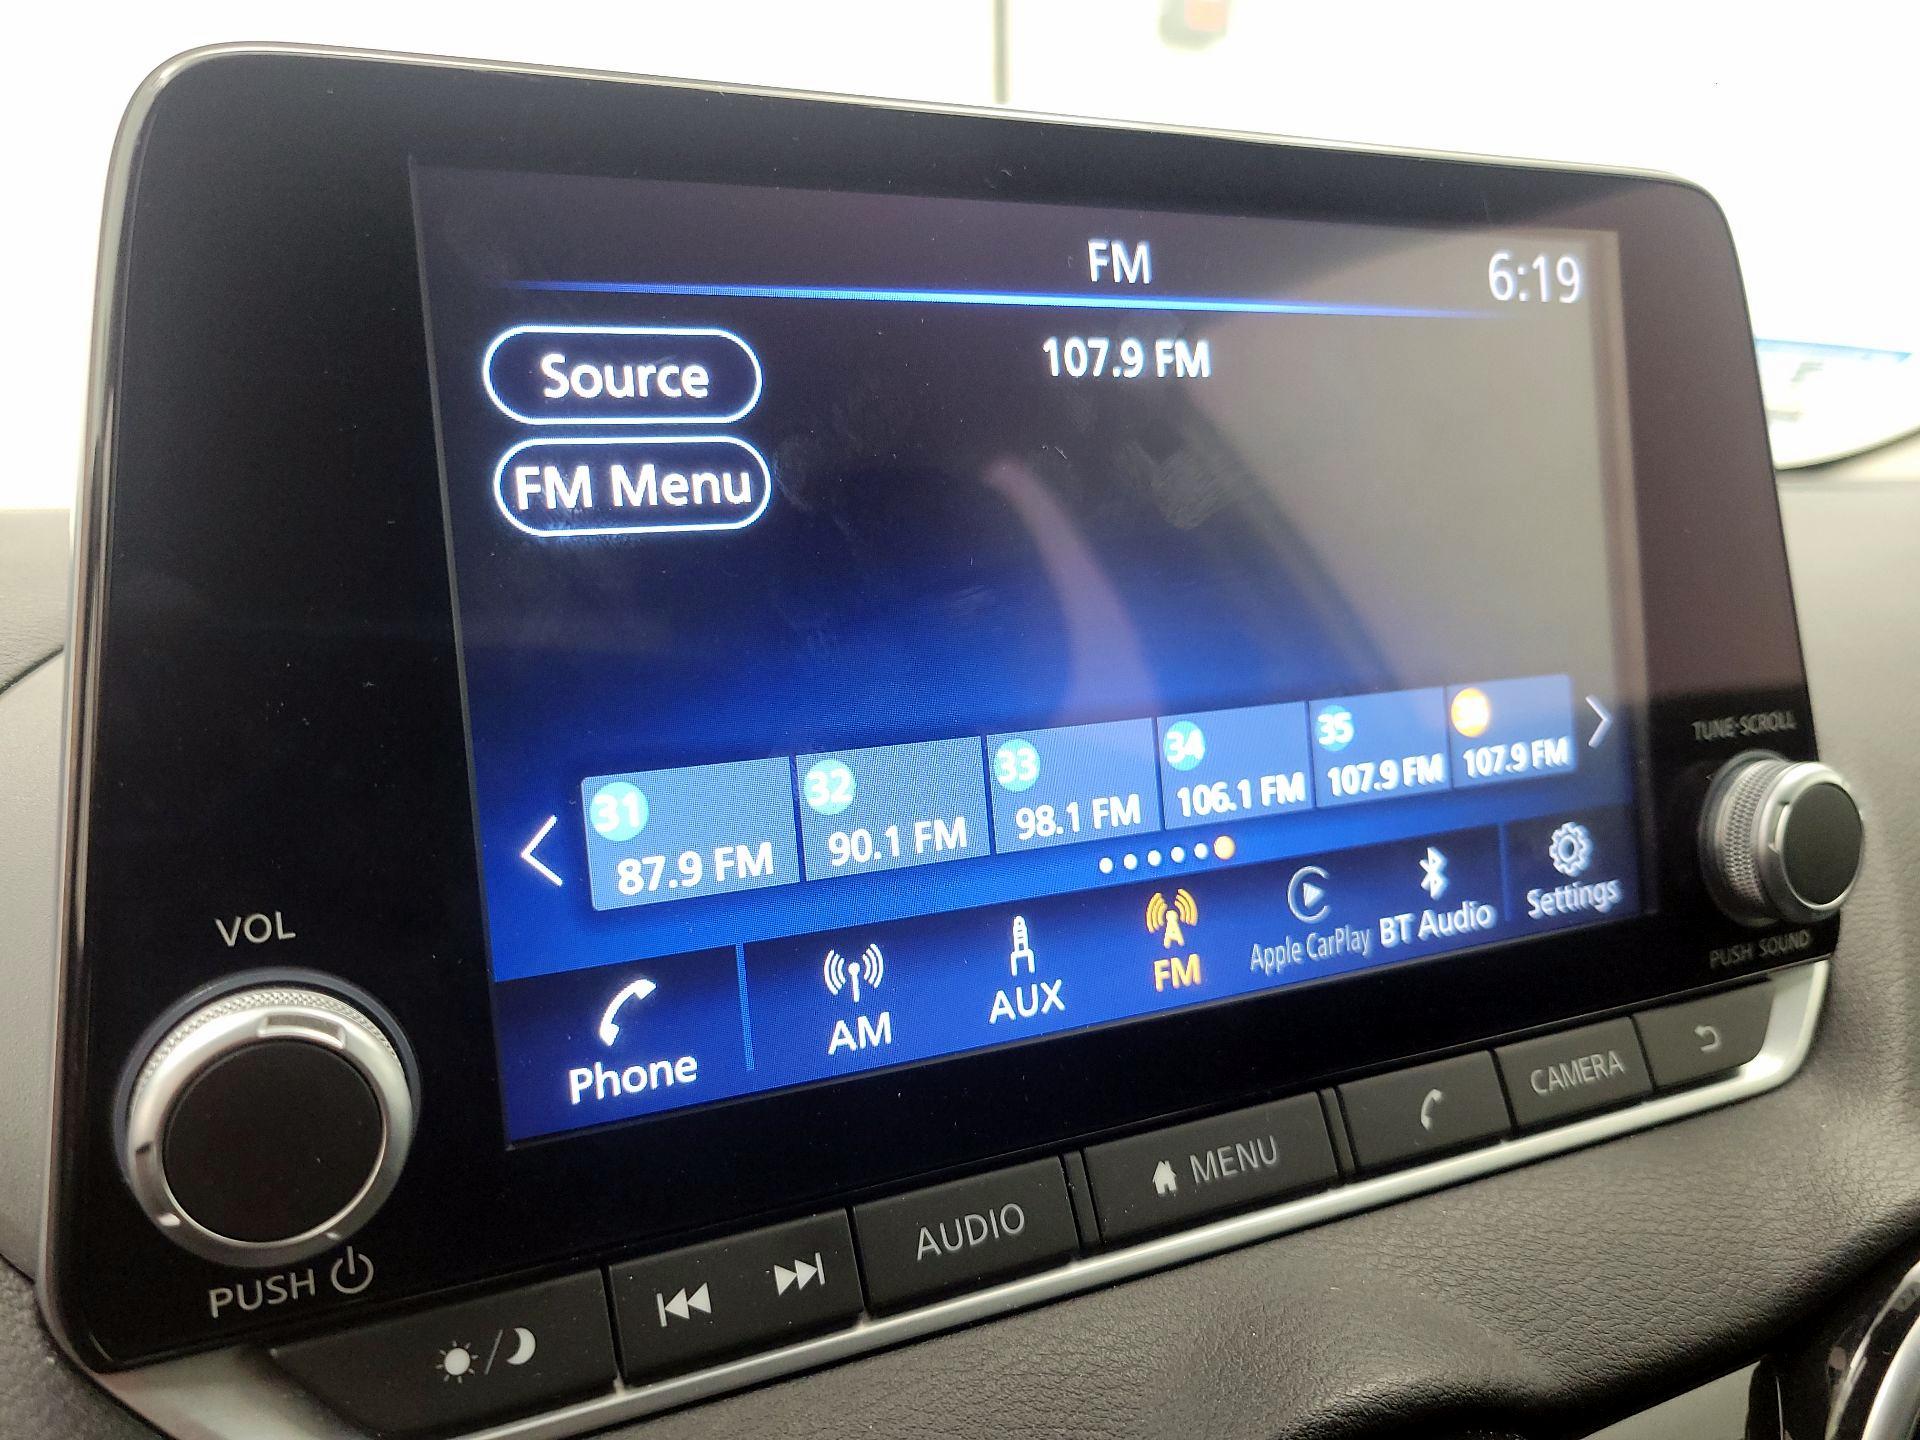 FM
6:19
107.9 FM
Source
FM Menu
31
87.9 FM
32
90.1 FM
33
98.1 FM
34
106.1 FM
35
107.9 FM
36
107.9 FM
Phone
AM
AUX
FM
Apple CarPlay
BT Audio
Settings
VOL
PUSH
TUNE·SCROLL
PUSH SOUND
AUDIO
MENU
CAMERA